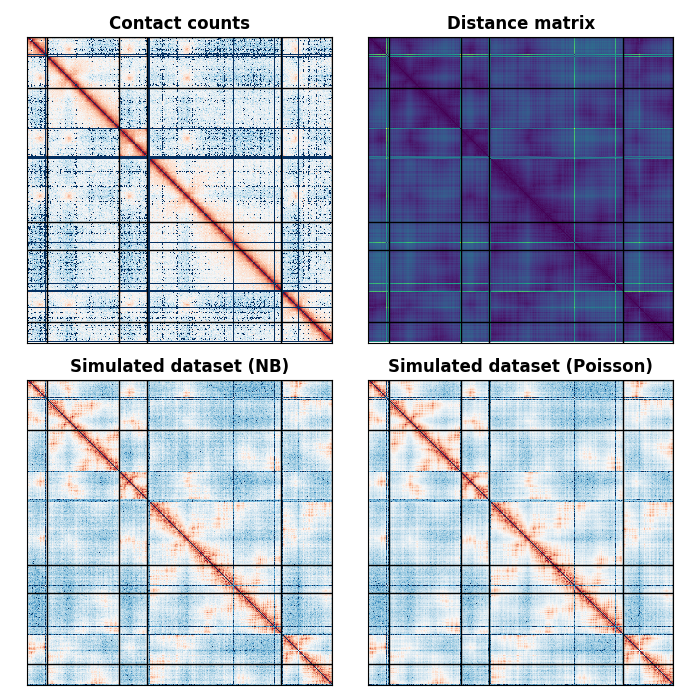 Contact counts
Distance matrix
Simulated dataset (NB)
Simulated dataset (Poisson)